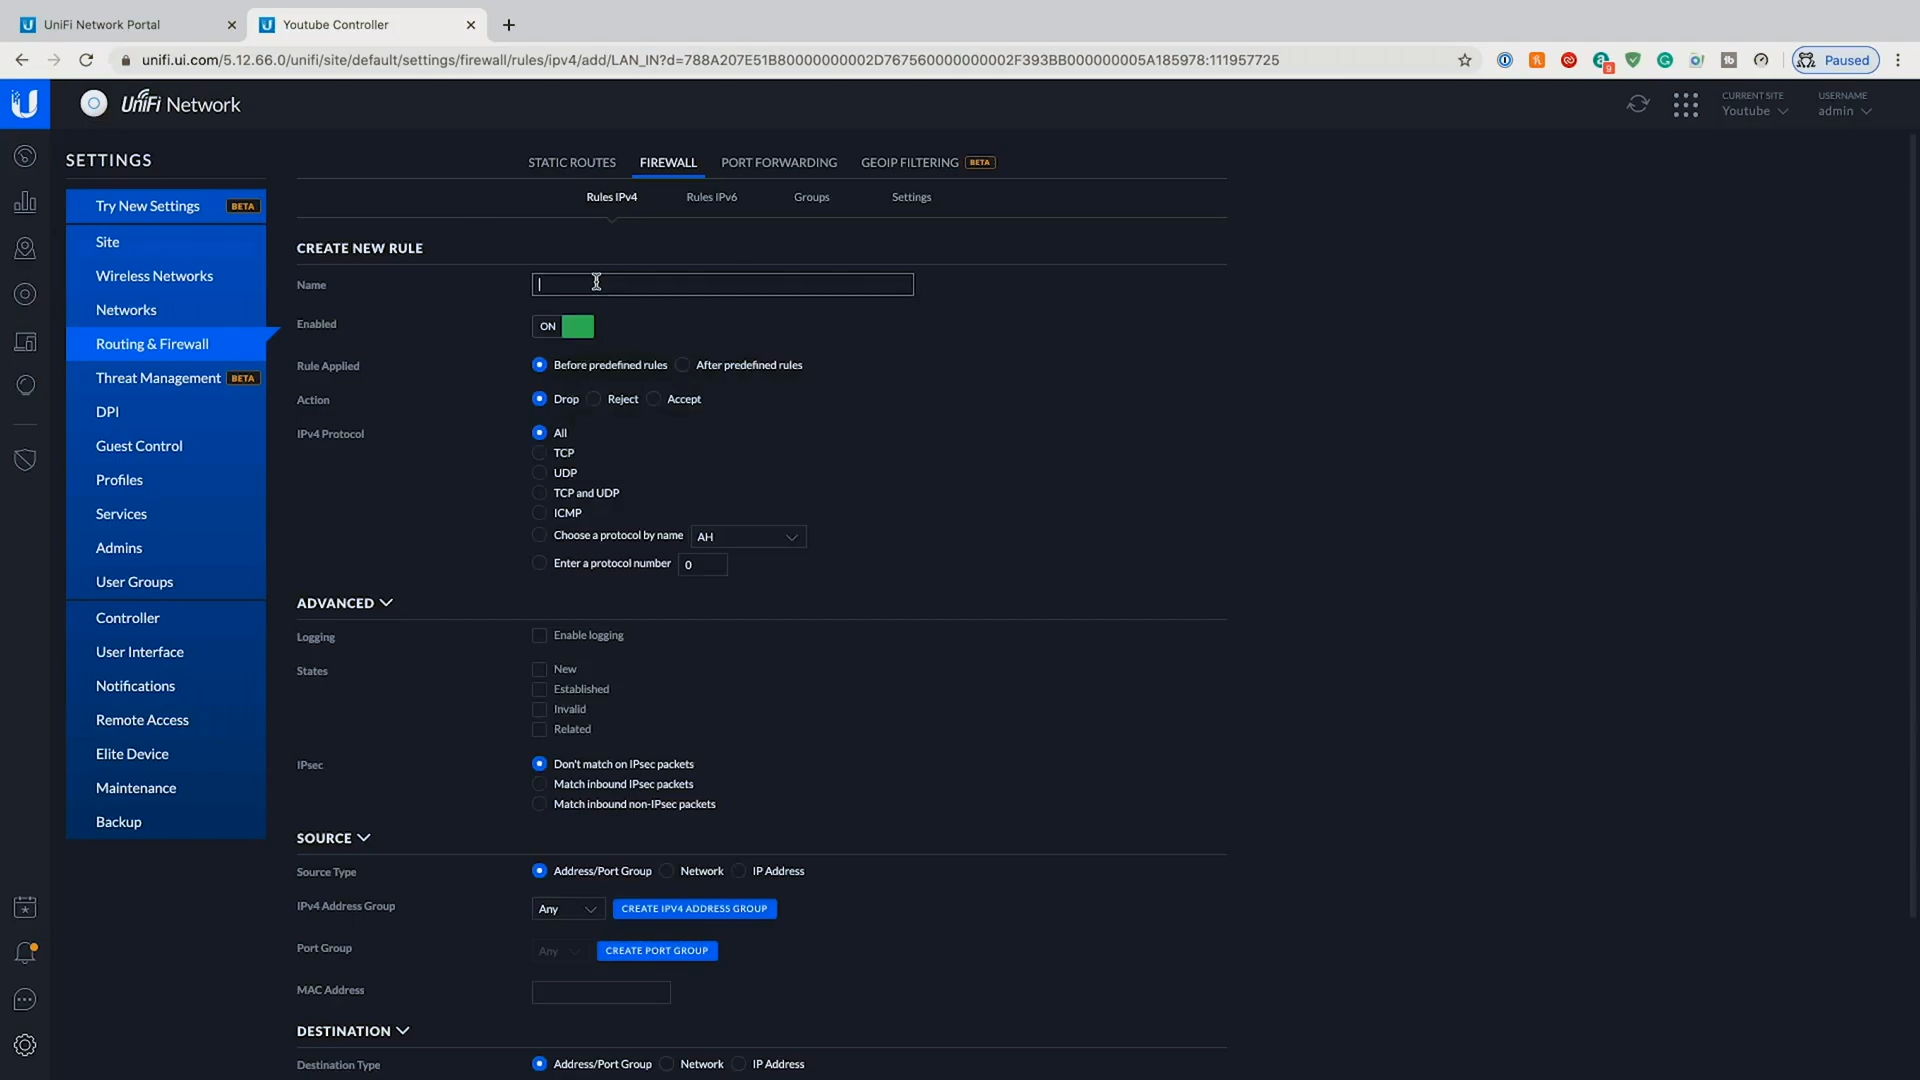 UniFi Network Portal
Youtube Controller
unifi.ui.com/5.12.66.0/unifi/site/default/settings/firewall/rules/ipv4/add/LAN_IN?d=788A207E51B80000000002D767560000000002F393BB000000005A185978:111957725
9
Paused
UniFi Network
CURRENT SITE
Youtube
USERNAME
admin
SETTINGS
Try New Settings BETA
Site
Wireless Networks
Networks
Routing & Firewall
Threat Management BETA
DPI
Guest Control
Profiles
Services
Admins
User Groups
Controller
User Interface
Notifications
Remote Access
Elite Device
Maintenance
Backup
STATIC ROUTES FIREWALL PORT FORWARDING GEOIP FILTERING BETA
Rules IPv4 Rules IPv6 Groups Settings
CREATE NEW RULE
Name
Enabled ON
Rule Applied Before predefined rules After predefined rules
Action Drop Reject Accept
IPv4 Protocol All
TCP
UDP
TCP and UDP
ICMP
Choose a protocol by name AH
Enter a protocol number 0
ADVANCED
Logging Enable logging
States New
Established
Invalid
Related
IPsec Don't match on IPsec packets
Match inbound IPsec packets
Match inbound non-IPsec packets
SOURCE
Source Type Address/Port Group Network IP Address
IPv4 Address Group Any CREATE IPV4 ADDRESS GROUP
Port Group Any CREATE PORT GROUP
MAC Address
DESTINATION
Destination Type Address/Port Group Network IP Address